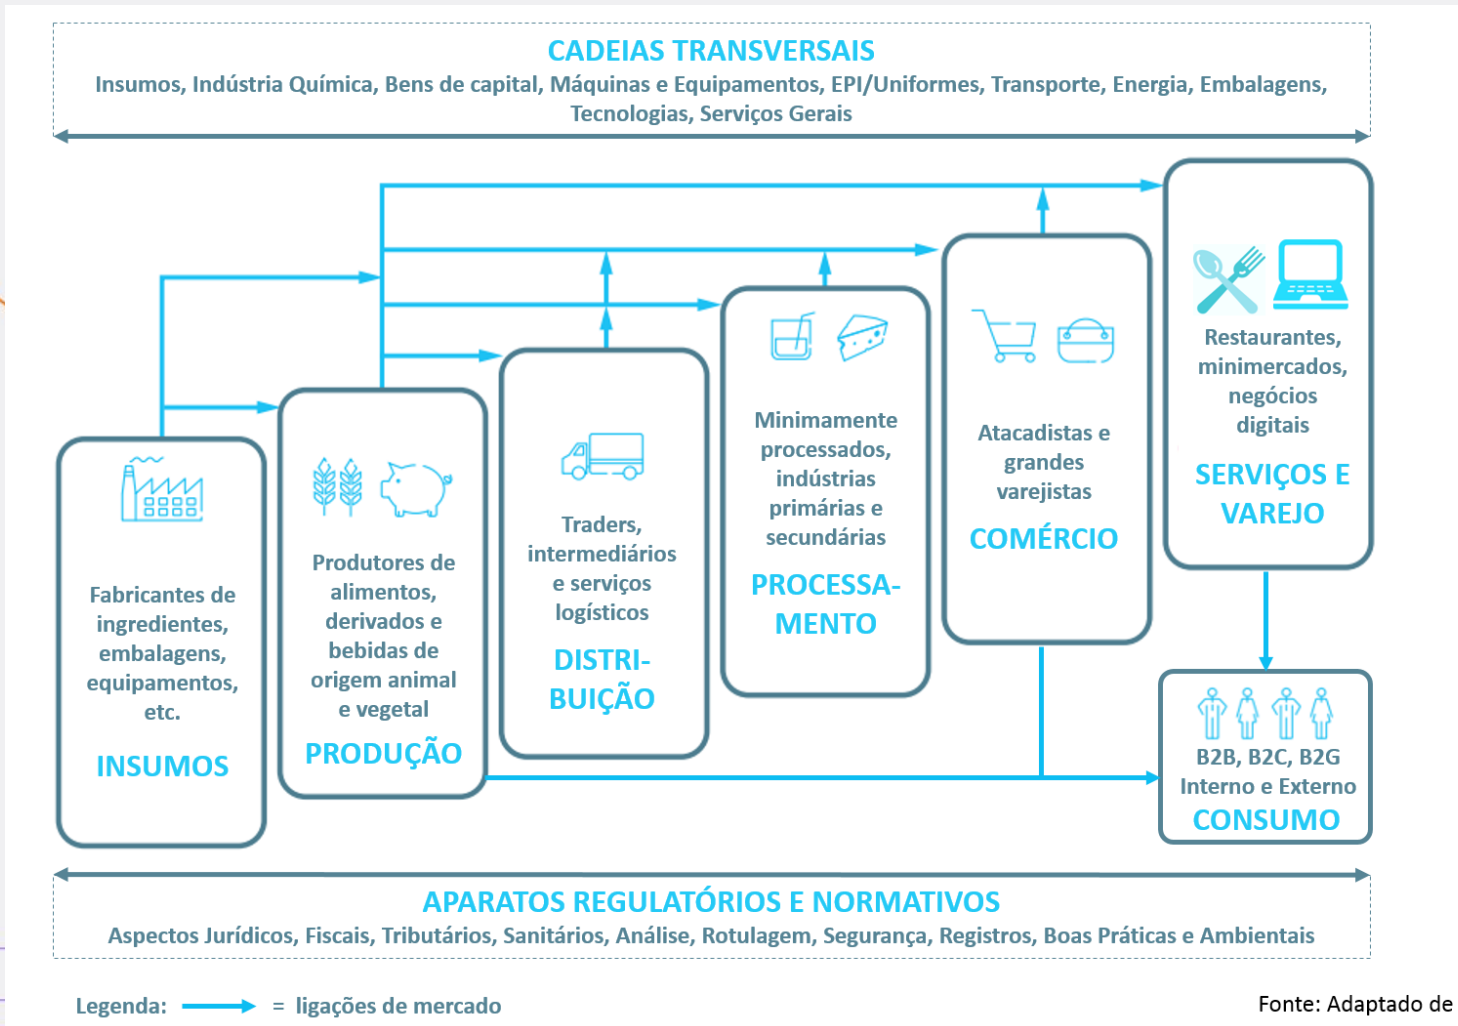 CADEIAS TRANSVERSAIS
Insumos, Indústria Química, Bens de capital, Máquinas e Equipamentos, EPI/Uniformes, Transporte, Energia, Embalagens,
Tecnologias, Serviços Gerais
Fabricantes de
ingredientes,
embalagens,
equipamentos,
etc.
INSUMOS
Produtores de
alimentos,
derivados e
bebidas de
origem animal
e vegetal
PRODUÇÃO
Traders,
intermediários
e serviços
logísticos
DISTRI-
BUIÇÃO
Minimamente
processados,
indústrias
primárias e
secundárias
PROCESSA-
MENTO
Atacadistas e
grandes
varejistas
COMÉRCIO
Restaurantes,
minimercados,
negócios
digitais
SERVIÇOS E
VAREJO
B2B, B2C, B2G
Interno e Externo
CONSUMO
APARATOS REGULATÓRIOS E NORMATIVOS
Aspectos Jurídicos, Fiscais, Tributários, Sanitários, Análise, Rotulagem, Segurança, Registros, Boas Práticas e Ambientais
Legenda: = ligações de mercado
Fonte: Adaptado de